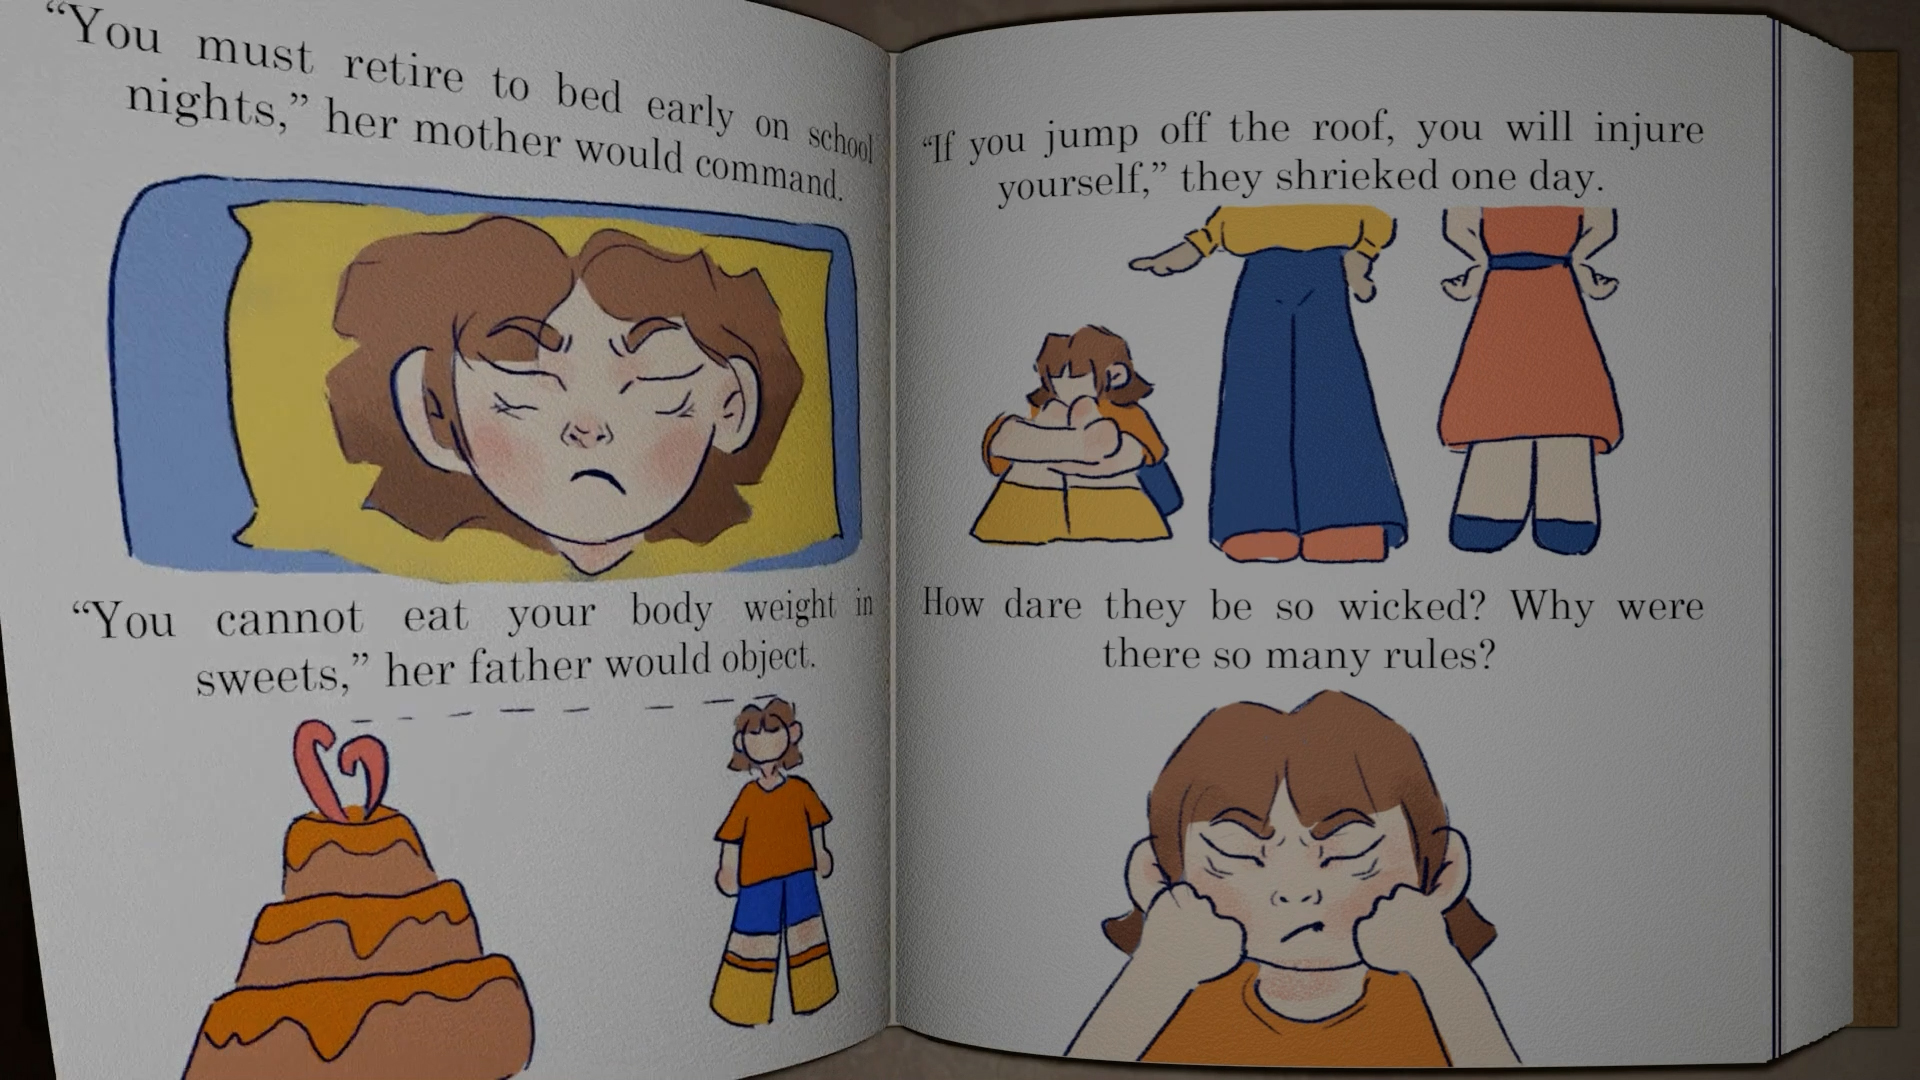 “You must retire to bed early on school
nights,” her mother would command.
“You cannot eat your body weight in
sweets,” her father would object.
“If you jump off the roof, you will injure
yourself,” they shrieked one day.
How dare they be so wicked? Why were
there so many rules?